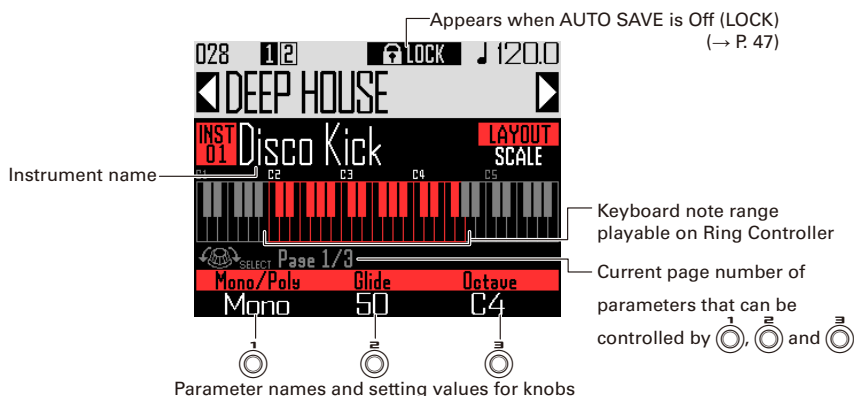 Appears when AUTO SAVE is Off (LOCK)
(→ P. 47)
028 1 2 LOCK ♩120.0
DEEP HOUSE
INST
01
Disco Kick
LAYOUT
SCALE
Instrument name
C1 C2 C3 C4 C5
Keyboard note range
playable on Ring Controller
SELECT Page 1/3
Current page number of
parameters that can be
controlled by 1, 2 and 3
Mono/Poly Glide Octave
Mono 50 C4
1 2 3
Parameter names and setting values for knobs